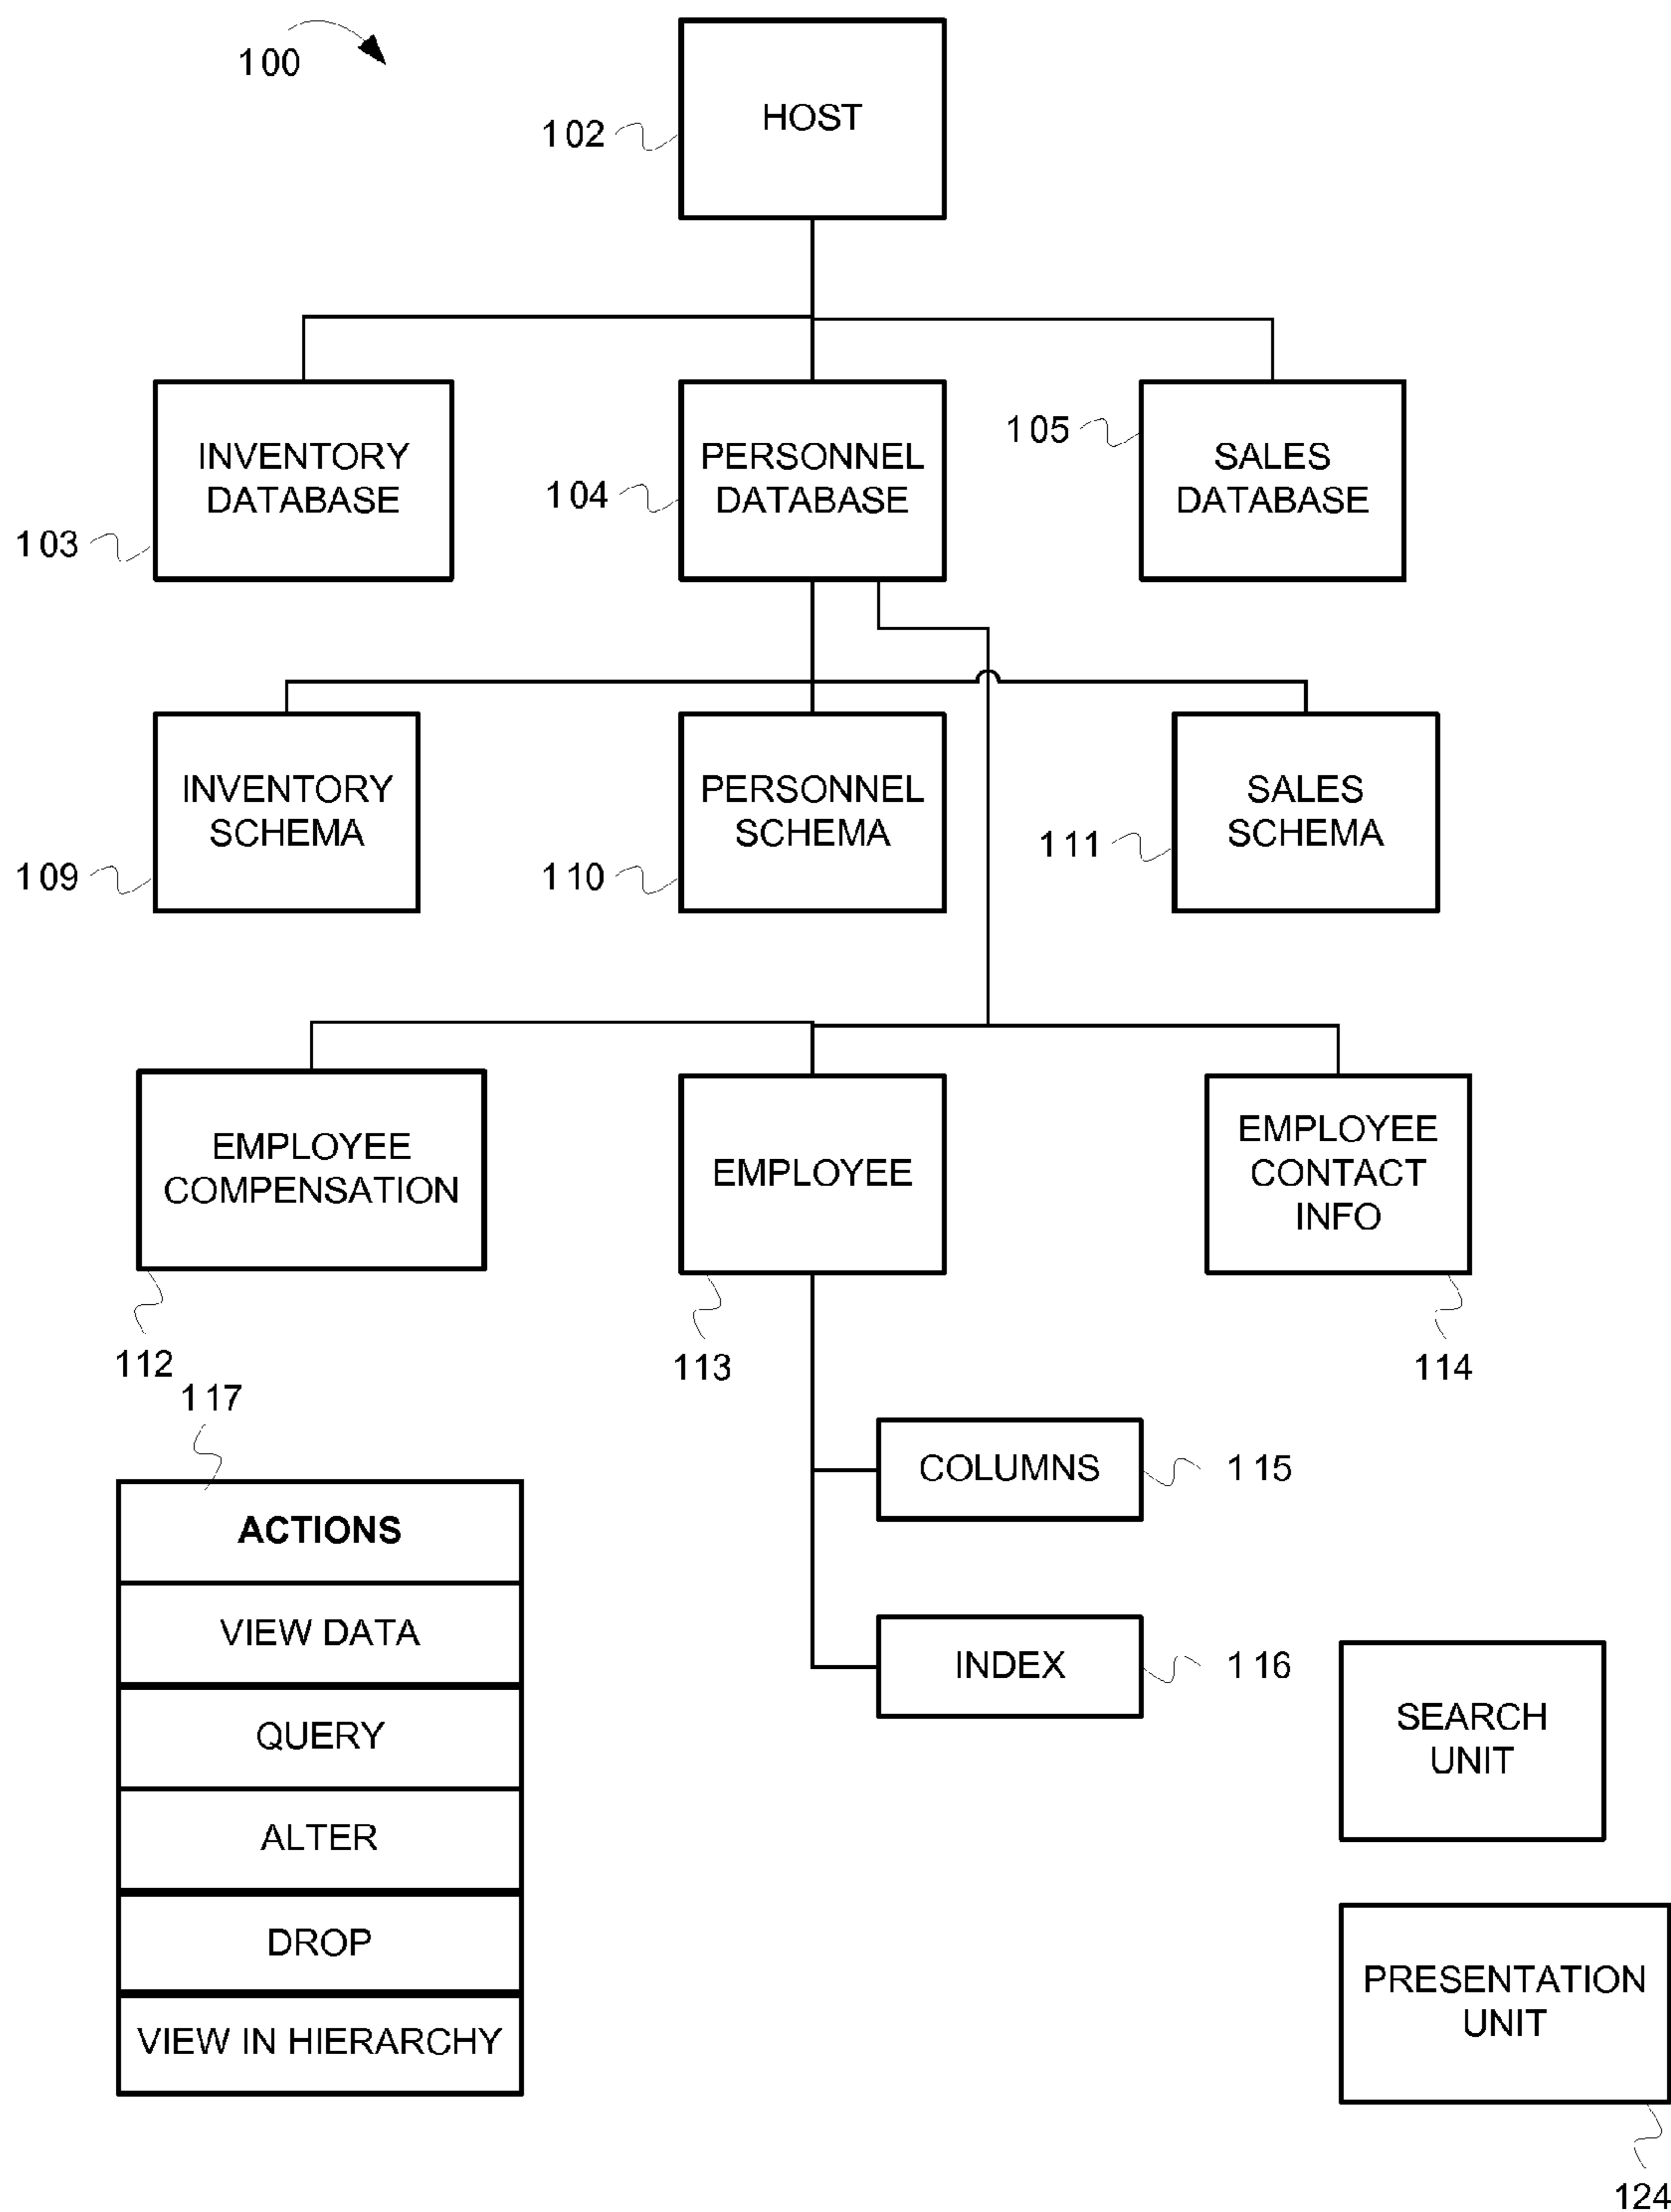 100
HOST
102
INVENTORY
DATABASE
103
PERSONNEL
DATABASE
104
105
SALES
DATABASE
INVENTORY
SCHEMA
109
PERSONNEL
SCHEMA
110
SALES
SCHEMA
111
EMPLOYEE
COMPENSATION
112
EMPLOYEE
113
EMPLOYEE
CONTACT
INFO
114
117
ACTIONS
VIEW DATA
QUERY
ALTER
DROP
VIEW IN HIERARCHY
COLUMNS
115
INDEX
116
SEARCH
UNIT
PRESENTATION
UNIT
124